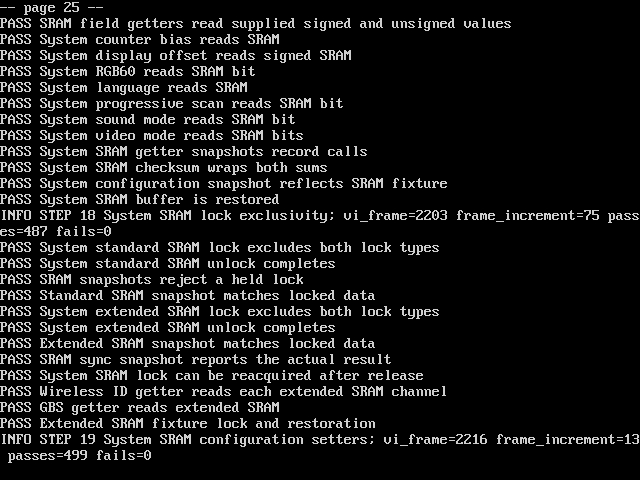 -- page 25 --
PASS SRAM field getters read supplied signed and unsigned values
PASS System counter bias reads SRAM
PASS System display offset reads signed SRAM
PASS System RGB60 reads SRAM bit
PASS System language reads SRAM
PASS System progressive scan reads SRAM bit
PASS System sound mode reads SRAM bit
PASS System video mode reads SRAM bits
PASS System SRAM getter snapshots record calls
PASS System SRAM checksum wraps both sums
PASS System configuration snapshot reflects SRAM fixture
PASS System SRAM buffer is restored
INFO STEP 18 System SRAM lock exclusivity; vi_frame=2203 frame_increment=75 pass
es=487 fails=0
PASS System standard SRAM lock excludes both lock types
PASS System standard SRAM unlock completes
PASS SRAM snapshots reject a held lock
PASS Standard SRAM snapshot matches locked data
PASS System extended SRAM lock excludes both lock types
PASS System extended SRAM unlock completes
PASS Extended SRAM snapshot matches locked data
PASS SRAM sync snapshot reports the actual result
PASS System SRAM lock can be reacquired after release
PASS Wireless ID getter reads each extended SRAM channel
PASS GBS getter reads extended SRAM
PASS Extended SRAM fixture lock and restoration
INFO STEP 19 System SRAM configuration setters; vi_frame=2216 frame_increment=13
passes=499 fails=0